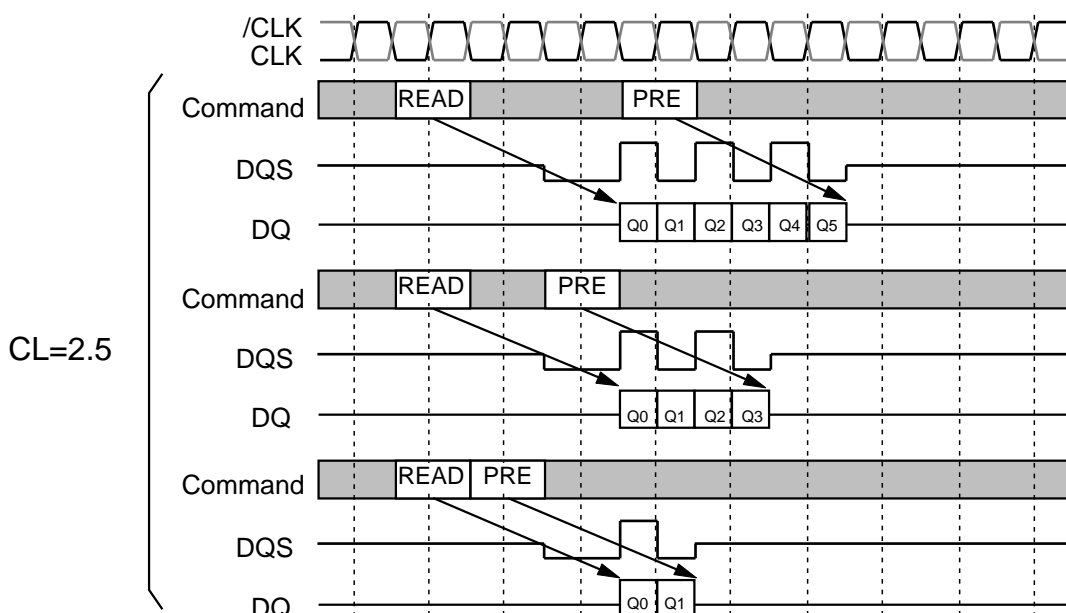 /CLK
CLK
Command READ PRE
DQS
DQ Q0 Q1 Q2 Q3 Q4 Q5
Command READ PRE
CL=2.5
DQS
DQ Q0 Q1 Q2 Q3
Command READ PRE
DQS
DQ Q0 Q1